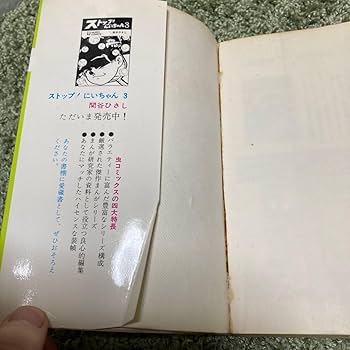 ストップ!にいちゃん3
ストップ! にいちゃん 3
関谷ひさし
ただいま発売中!
虫コミックスの四大特長
●バラエティーに富んだ豊富なシリーズ構成
●厳選された傑作まんがシリーズ
●まんが研究家の資料として役立つ良心的編集
●あなたにマッチしたハイセンスな装幀
あなたの書棚に愛蔵書として、ぜひおそろえ
ください。